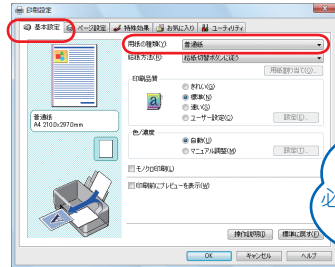 印刷設定
基本設定 ページ設定 特殊効果 お気に入り ユーティリティ
用紙の種類(Y): 普通紙
給紙方法(R): 給紙切替ボタンにしたがう
用紙割り当て(Q)...
印刷品質
きれい(G)
標準(N)
速い(V)
ユーザー設定(C) 設定(E)...
普通紙
A4 210.0x297.0mm
色/濃度
自動(U)
マニュアル調整(M) 設定(T)...
モノクロ印刷(L)
印刷前にプレビューを表示(W)
必
操作説明(I) 標準に戻す(F)
OK キャンセル ヘルプ